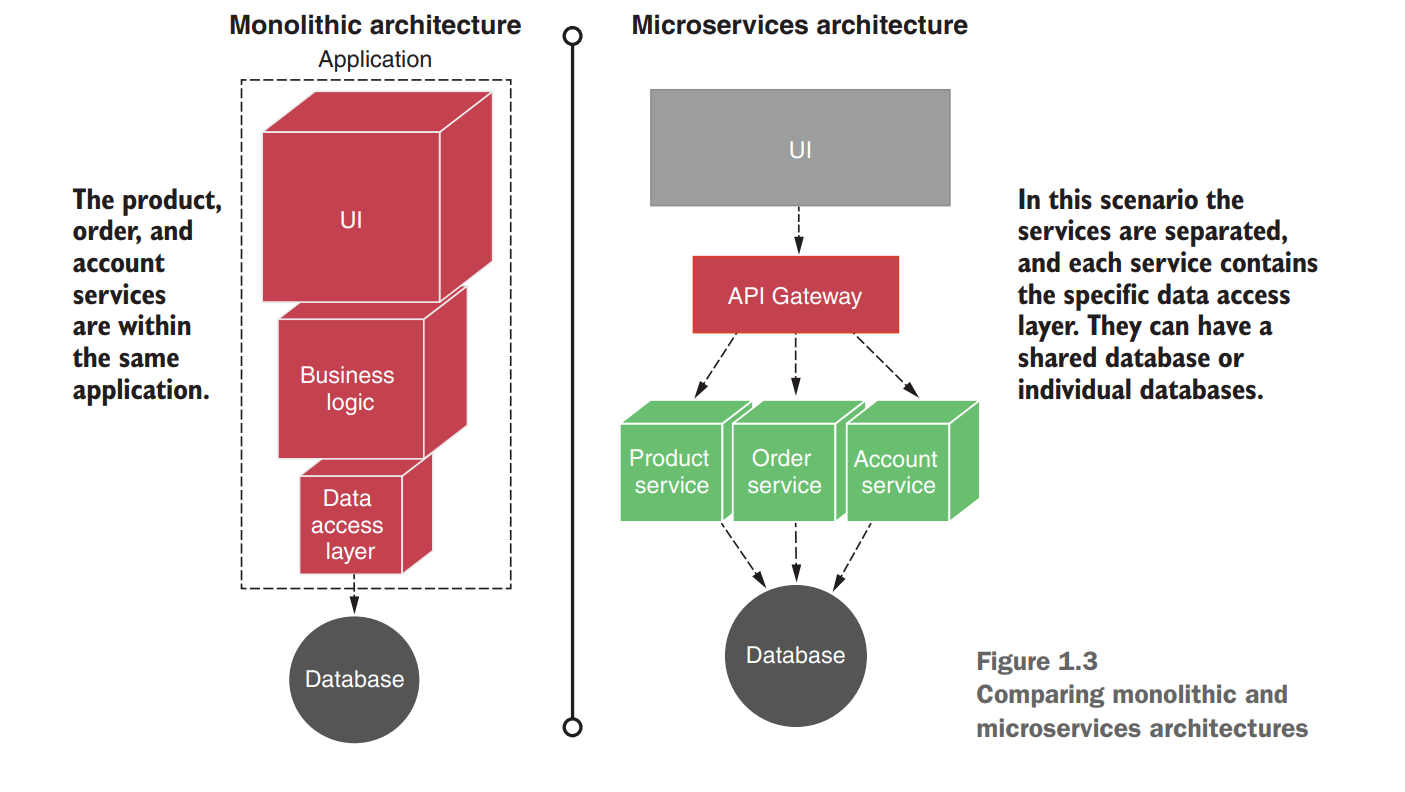 Monolithic architecture
Application
The product,
order, and
account
services
are within
the same
application.
UI
Business
logic
Data
access
layer
Database
Microservices architecture
UI
API Gateway
Product
service
Order
service
Account
service
Database
In this scenario the
services are separated,
and each service contains
the specific data access
layer. They can have a
shared database or
individual databases.
Figure 1.3
Comparing monolithic and
microservices architectures